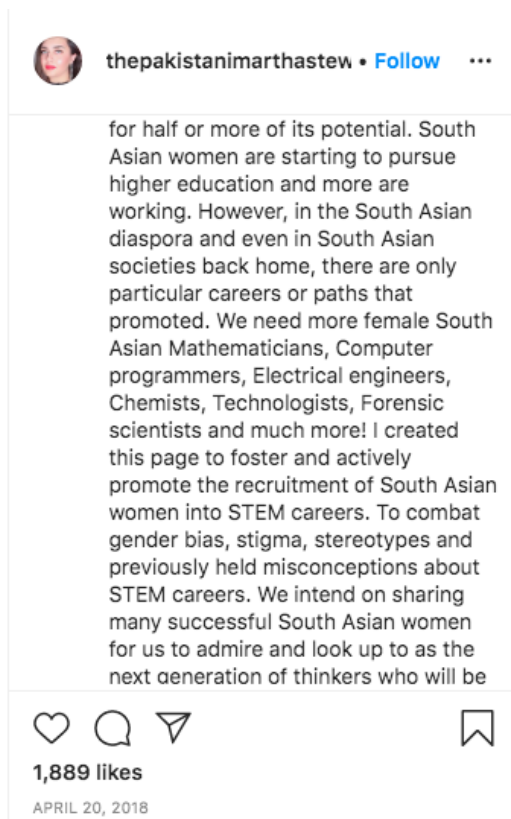 thepakistanimarthastew • Follow
for half or more of its potential. South
Asian women are starting to pursue
higher education and more are
working. However, in the South Asian
diaspora and even in South Asian
societies back home, there are only
particular careers or paths that
promoted. We need more female South
Asian Mathematicians, Computer
programmers, Electrical engineers,
Chemists, Technologists, Forensic
scientists and much more! I created
this page to foster and actively
promote the recruitment of South Asian
women into STEM careers. To combat
gender bias, stigma, stereotypes and
previously held misconceptions about
STEM careers. We intend on sharing
many successful South Asian women
for us to admire and look up to as the
next generation of thinkers who will be
1,889 likes
APRIL 20, 2018